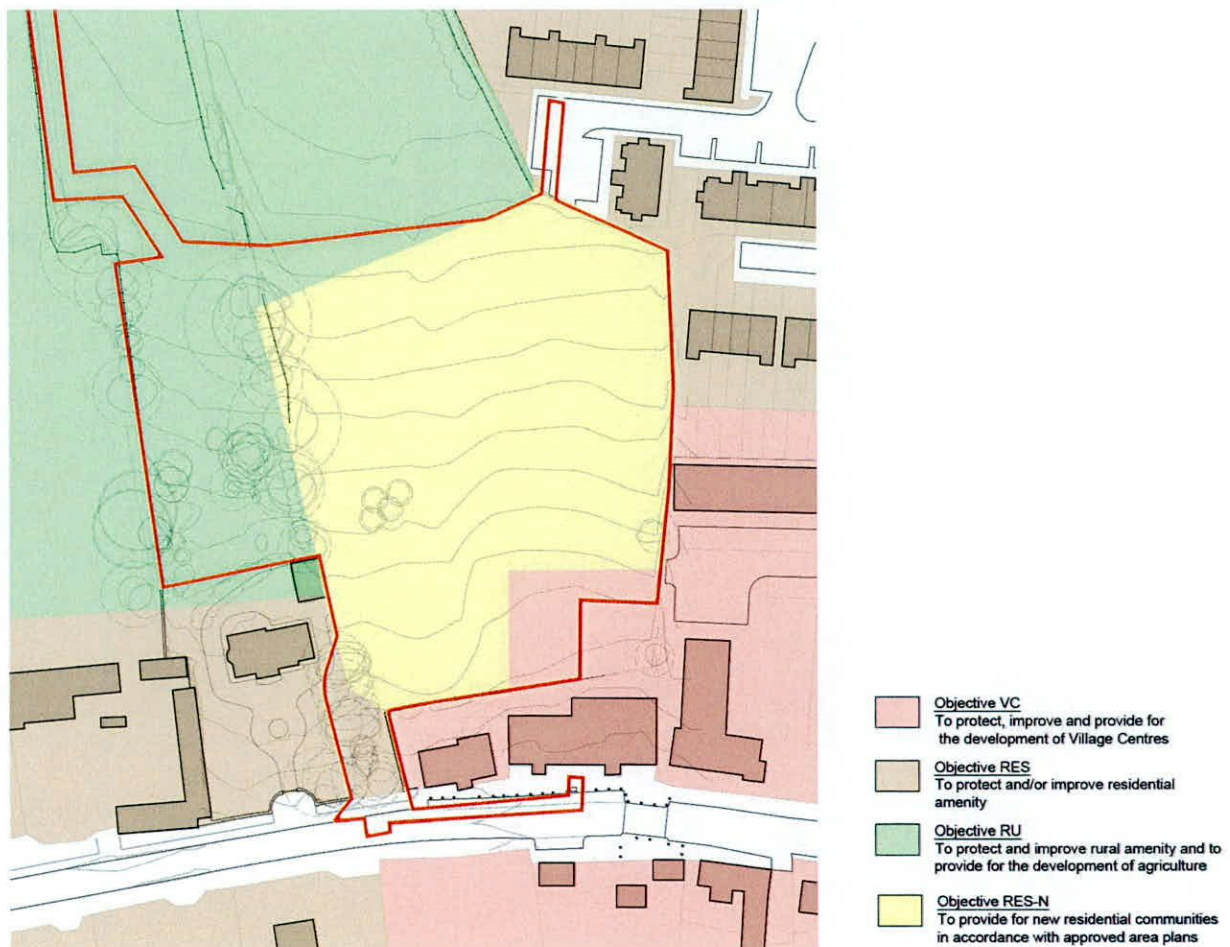 Objective VC
To protect, improve and provide for
the development of Village Centres
Objective RES
To protect and/or improve residential
amenity
Objective RU
To protect and improve rural amenity and to
provide for the development of agriculture
Objective RES-N
To provide for new residential communities
in accordance with approved area plans